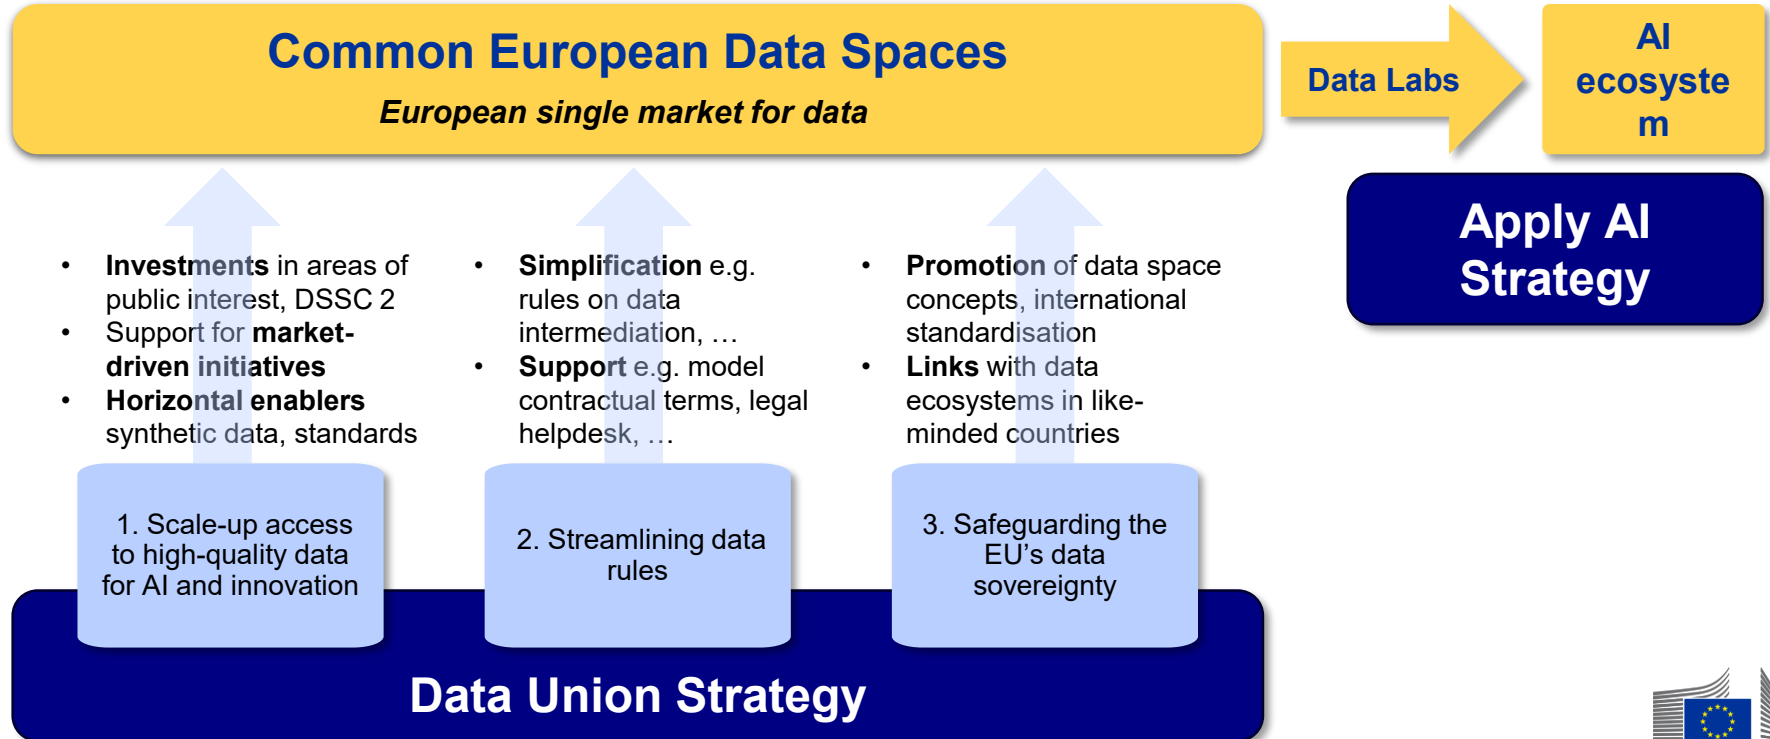 Common European Data Spaces
European single market for data
Data Labs
AI
ecosyste
m
Apply AI
Strategy
• Investments in areas of
public interest, DSSC 2
• Support for market-
driven initiatives
• Horizontal enablers
synthetic data, standards
• Simplification e.g.
rules on data
intermediation, …
• Support e.g. model
contractual terms, legal
helpdesk, …
• Promotion of data space
concepts, international
standardisation
• Links with data
ecosystems in like-
minded countries
1. Scale-up access
to high-quality data
for AI and innovation
2. Streamlining data
rules
3. Safeguarding the
EU’s data
sovereignty
Data Union Strategy